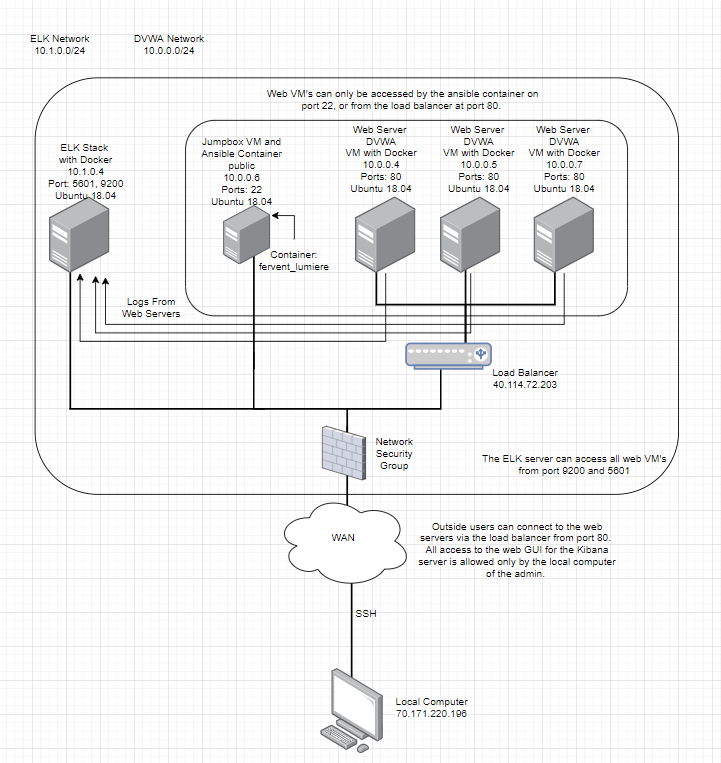 ELK Network
10.1.0.0/24
DVWA Network
10.0.0.0/24
Web VM's can only be accessed by the ansible container on
port 22, or from the load balancer at port 80.
ELK Stack
with Docker
10.1.0.4
Port: 5601, 9200
Ubuntu 18.04
Jumpbox VM and
Ansible Container
public
10.0.0.6
Ports: 22
Ubuntu 18.04
Web Server
DVWA
VM with Docker
10.0.0.4
Ports: 80
Ubuntu 18.04
Web Server
DVWA
VM with Docker
10.0.0.5
Ports: 80
Ubuntu 18.04
Web Server
DVWA
VM with Docker
10.0.0.7
Ports: 80
Ubuntu 18.04
Container:
fervent_lumiere
Logs From
Web Servers
Load Balancer
40.114.72.203
Network
Security
Group
The ELK server can access all web VM's
from port 9200 and 5601
WAN
Outside users can connect to the web
servers via the load balancer from port 80.
All access to the web GUI for the Kibana
server is allowed only by the local computer
of the admin.
SSH
Local Computer
70.171.220.196